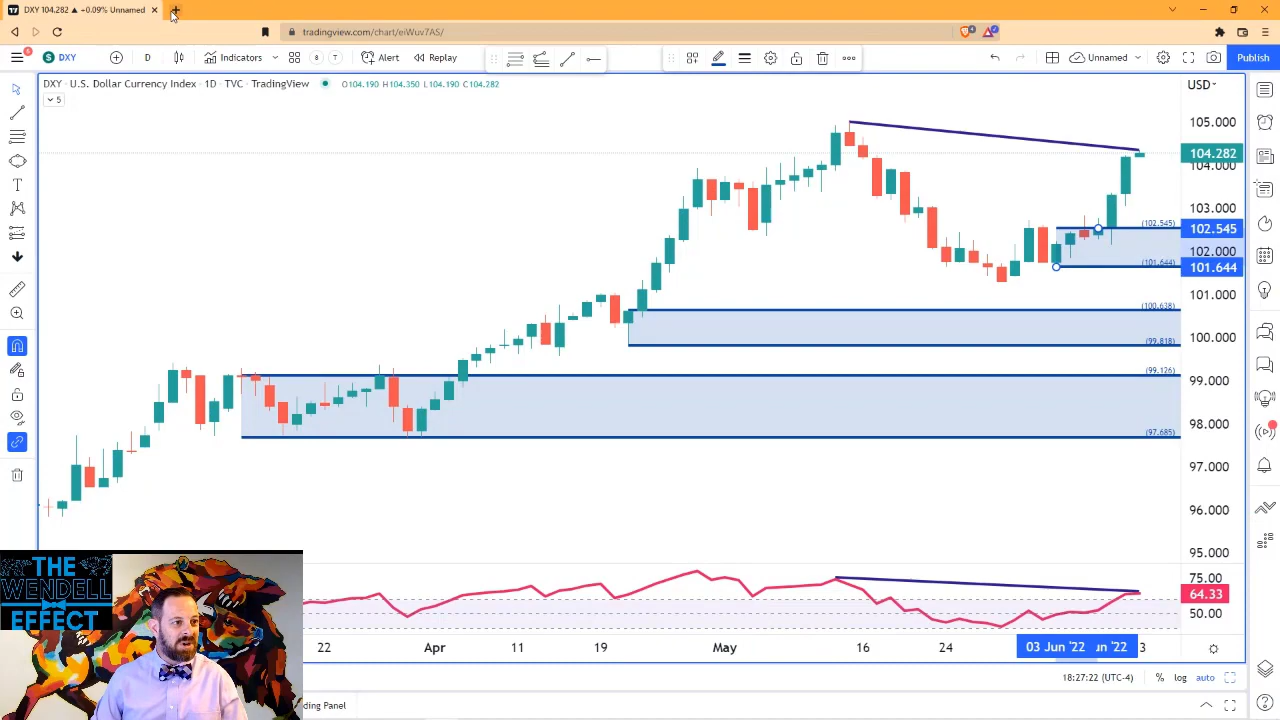 DXY 104.282 ▲ +0.09% Unnamed
tradingview.com/chart/eiWuv7AS/
DXY
D
Indicators
Alert
Replay
Unnamed
Publish
DXY · U.S. Dollar Currency Index · 1D · TVC · TradingView
O104.190 H104.350 L104.190 C104.282
5
USD
105.000
104.282
104.000
103.000
(102.545)
102.545
102.000
(101.644)
101.644
101.000
(100.638)
100.000
(99.818)
(99.126)
99.000
98.000
(97.685)
97.000
96.000
95.000
75.00
64.33
50.00
22
Apr
11
19
May
16
24
03 Jun '22
'22
3
18:27:22 (UTC-4)
%
log
auto
ding Panel
THE
WENDELL
EFFECT